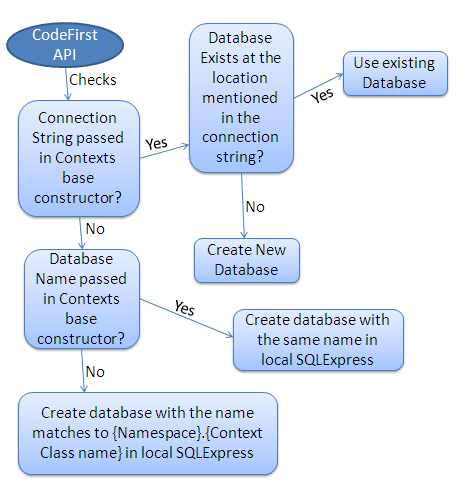 CodeFirst
API
Checks
Connection
String passed
in Contexts
base
constructor?
Yes
Database
Exists at the
location
mentioned
in the
connection
string?
Yes
Use existing
Database
No
Create New
Database
No
Database
Name passed
in Contexts
base
constructor?
Yes
Create database with
the same name in
local SQLExpress
No
Create database with the name
matches to {Namespace}.{Context
Class name} in local SQLExpress